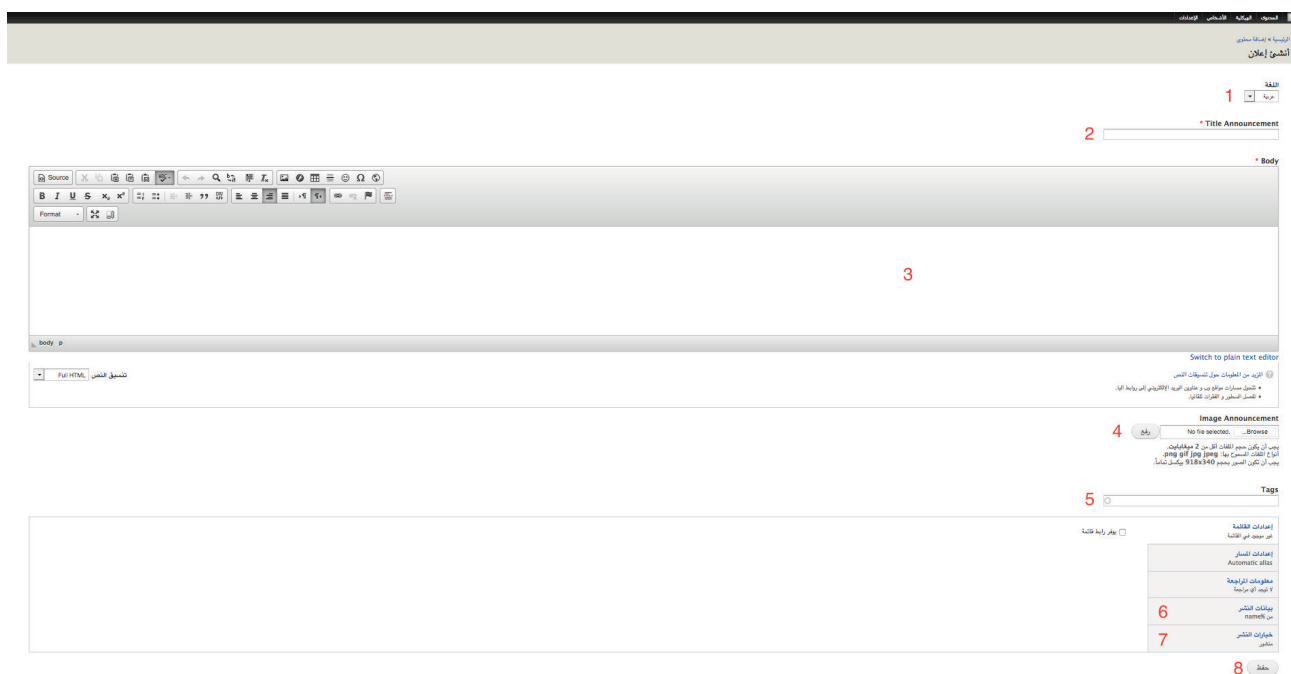 المحتوى الهيكلية الأشخاص الإعدادات
الرئيسية » إضافة محتوى
أنشئ إعلان
اللغة
عربية
1
Title Announcement *
2
Body *
Source
B I U S x₂ x²
Format
3
body p
Switch to plain text editor
تنسيق النص Full HTML
المزيد من المعلومات حول تنسيقات النص
• تتحول مسارات مواقع وب و عناوين البريد الإلكتروني إلى روابط آليا.
• تفصل السطور و الفقرات تلقائيا.
Image Announcement
Browse... No file selected. رفع
4
يجب أن يكون حجم الملفات أقل من 2 ميغابايت.
أنواع الملفات المسموح بها: png gif jpg jpeg.
يجب أن تكون الصور بحجم 918x340 بيكسل تماماً.
Tags
5
إعدادات القائمة
غير موجود في القائمة
يوفر رابط قائمة
إعدادات المسار
Automatic alias
معلومات المراجعة
لا توجد أي مراجعة
بيانات النشر
6
من %name
خيارات النشر
7
منشور
حفظ
8